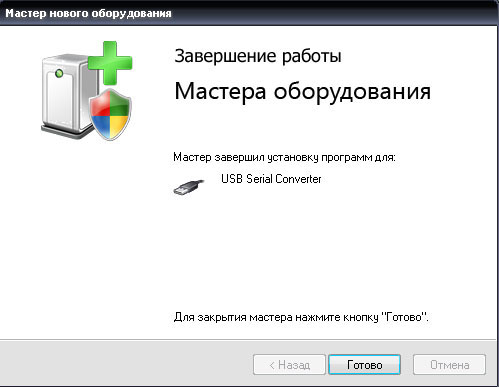 Мастер нового оборудования
Завершение работы
Мастера оборудования
Мастер завершил установку программ для:
USB Serial Converter
Для закрытия мастера нажмите кнопку "Готово".
< Назад
Готово
Отмена